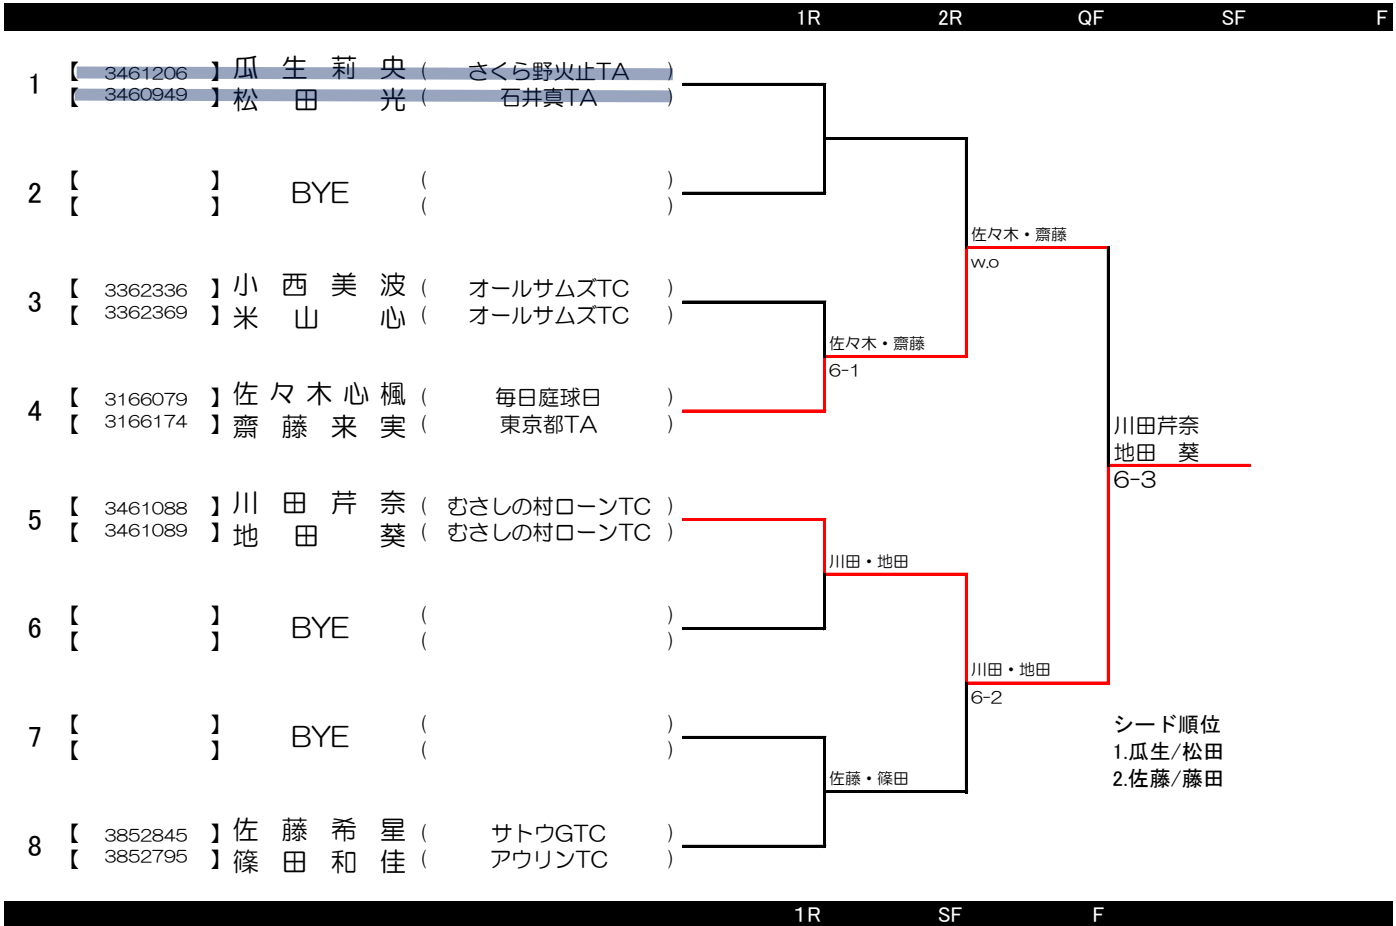 1R 2R QF SF F
1 【 3461206 】 瓜生莉央 ( さくら野火止TA )
【 3460949 】 松田 光 ( 石井真TA )
2 【 】 BYE ( )
【 】 ( )
佐々木・齋藤
w.o
3 【 3362336 】 小西美波 ( オールサムズTC )
【 3362369 】 米山 心 ( オールサムズTC )
佐々木・齋藤
6-1
4 【 3166079 】 佐々木心楓 ( 毎日庭球日 )
【 3166174 】 齋藤来実 ( 東京都TA )
川田芹奈
地田 葵
6-3
5 【 3461088 】 川田芹奈 ( むさしの村ローンTC )
【 3461089 】 地田 葵 ( むさしの村ローンTC )
川田・地田
6 【 】 BYE ( )
【 】 ( )
川田・地田
6-2
7 【 】 BYE ( )
【 】 ( )
シード順位
1.瓜生/松田
2.佐藤/藤田
佐藤・篠田
8 【 3852845 】 佐藤希星 ( サトウGTC )
【 3852795 】 篠田和佳 ( アウリンTC )
1R SF F